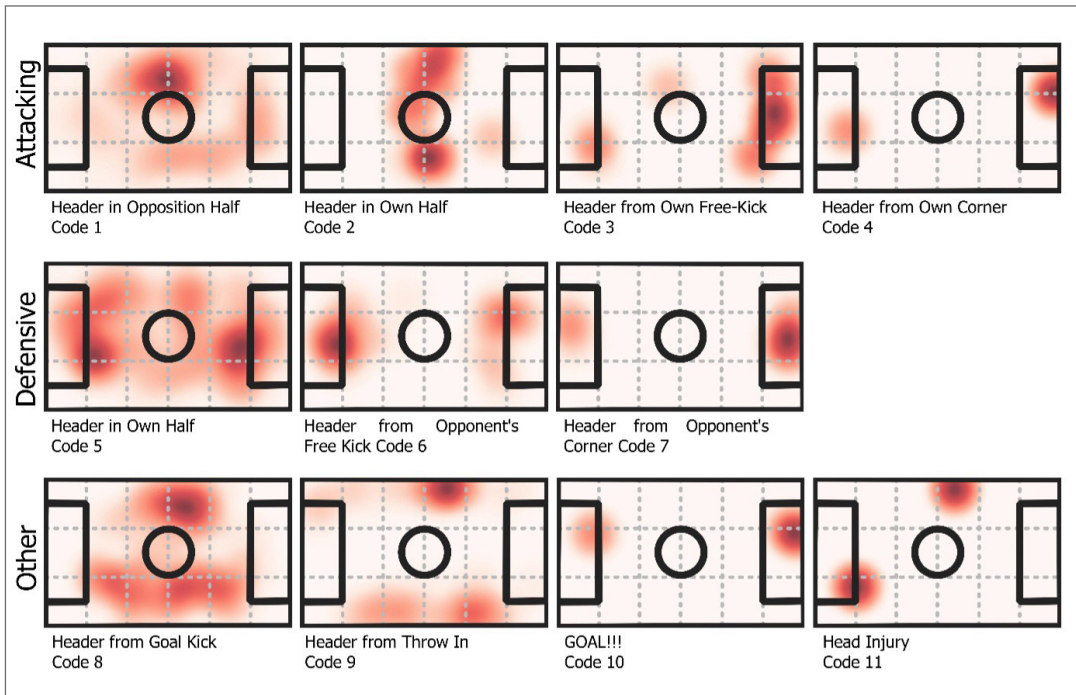 Attacking
Header in Opposition Half
Code 1
Header in Own Half
Code 2
Header from Own Free-Kick
Code 3
Header from Own Corner
Code 4
Defensive
Header in Own Half
Code 5
Header from Opponent's
Free Kick Code 6
Header from Opponent's
Corner Code 7
Other
Header from Goal Kick
Code 8
Header from Throw In
Code 9
GOAL!!!
Code 10
Head Injury
Code 11